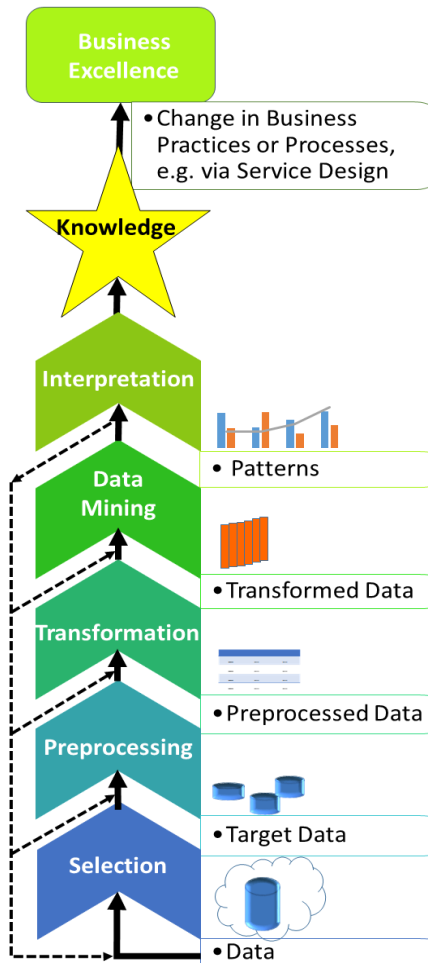 Business
Excellence
• Change in Business
Practices or Processes,
e.g. via Service Design
Knowledge
Interpretation
• Patterns
Data
Mining
• Transformed Data
Transformation
• Preprocessed Data
Preprocessing
• Target Data
Selection
• Data